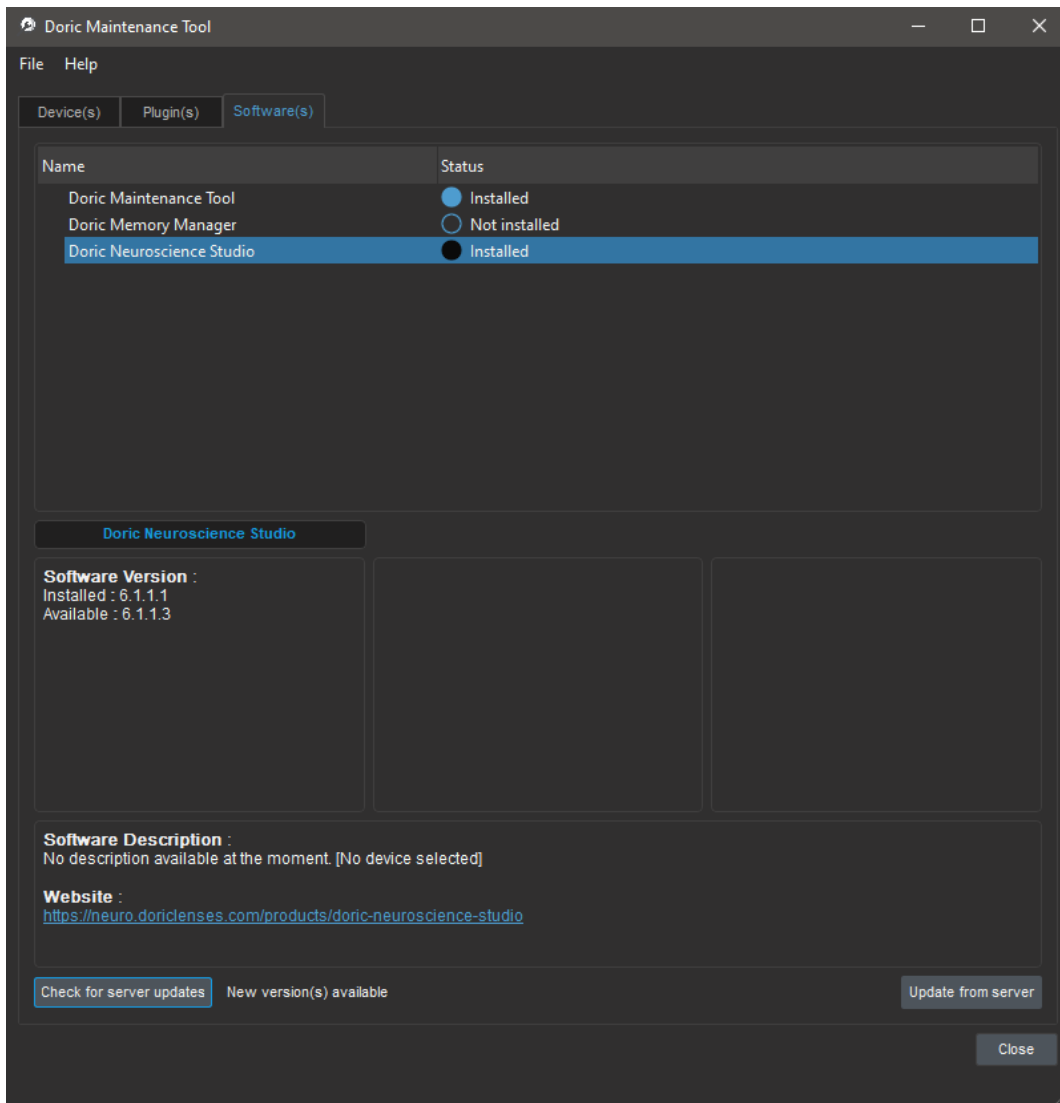 Doric Maintenance Tool
File Help
Device(s) Plugin(s) Software(s)
Name Status
Doric Maintenance Tool Installed
Doric Memory Manager Not installed
Doric Neuroscience Studio Installed
Doric Neuroscience Studio
Software Version :
Installed : 6.1.1.1
Available : 6.1.1.3
Software Description :
No description available at the moment. [No device selected]
Website :
https://neuro.doriclenses.com/products/doric-neuroscience-studio
Check for server updates New version(s) available Update from server
Close